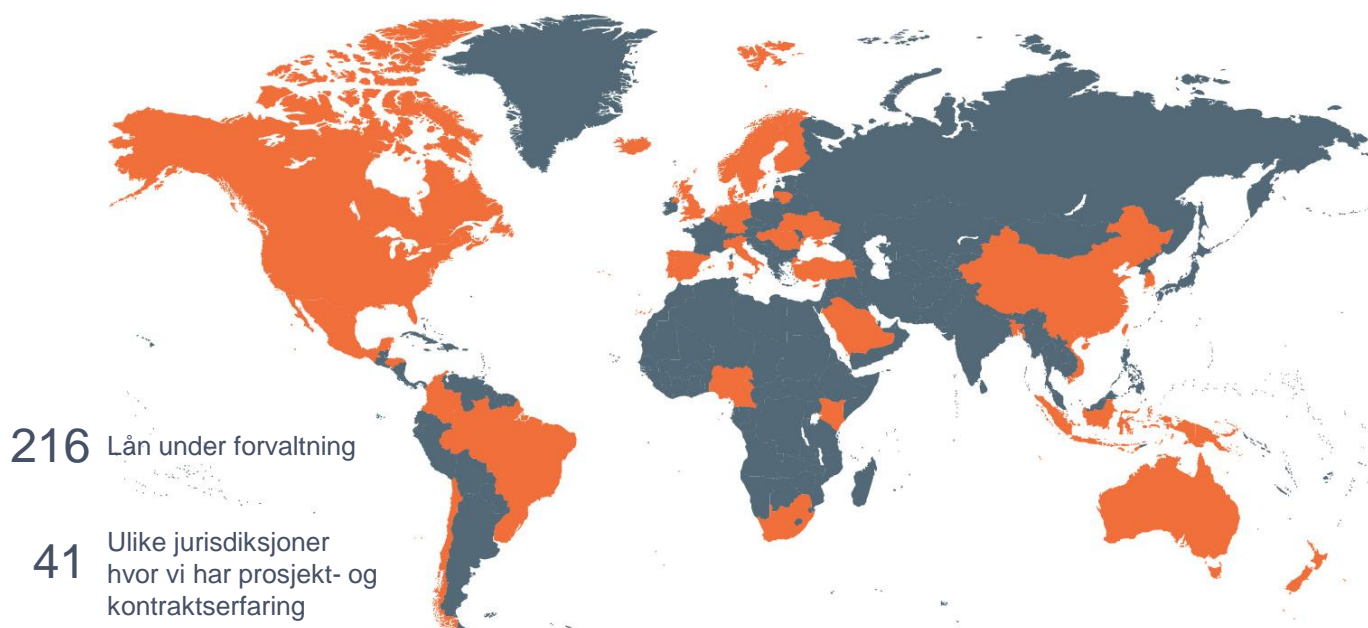 216 Lån under forvaltning
41 Ulike jurisdiksjoner
hvor vi har prosjekt- og
kontraktserfaring